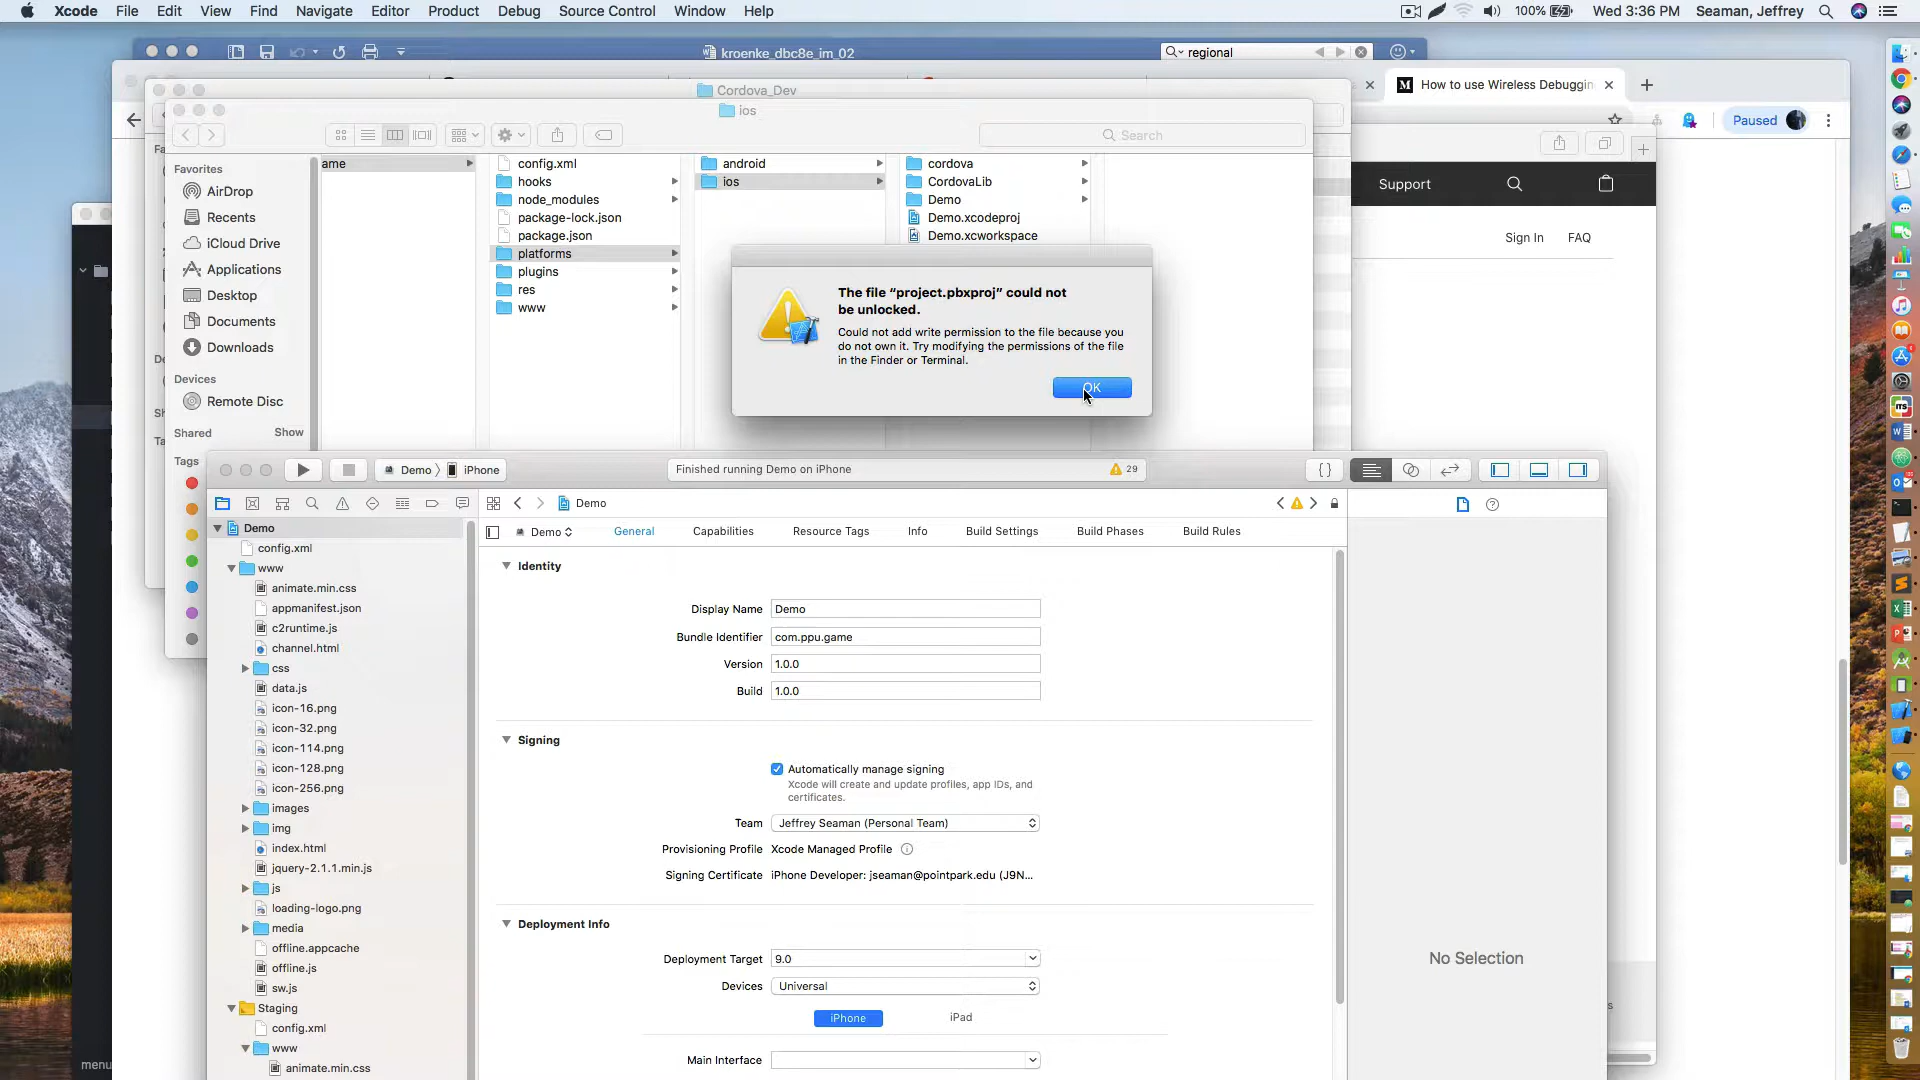 Xcode File Edit View Find Navigate Editor Product Debug Source Control Window Help 100% Wed 3:36 PM Seaman, Jeffrey
kroenke_dbc8e_im_02
regional
Cordova_Dev
How to use Wireless Debuggin
ios
Paused
Search
Favorites
AirDrop
Recents
iCloud Drive
Applications
Desktop
Documents
Downloads
Devices
Remote Disc
Shared Show
Tags
ame
config.xml
hooks
node_modules
package-lock.json
package.json
platforms
plugins
res
www
android
ios
cordova
CordovaLib
Demo
Demo.xcodeproj
Demo.xcworkspace
Support
Sign In FAQ
The file “project.pbxproj” could not
be unlocked.
Could not add write permission to the file because you
do not own it. Try modifying the permissions of the file
in the Finder or Terminal.
OK
Demo iPhone
Finished running Demo on iPhone
29
Demo
Demo General Capabilities Resource Tags Info Build Settings Build Phases Build Rules
Demo
config.xml
www
animate.min.css
appmanifest.json
c2runtime.js
channel.html
css
data.js
icon-16.png
icon-32.png
icon-114.png
icon-128.png
icon-256.png
images
img
index.html
jquery-2.1.1.min.js
js
loading-logo.png
media
offline.appcache
offline.js
sw.js
Staging
config.xml
www
animate.min.css
Identity
Display Name Demo
Bundle Identifier com.ppu.game
Version 1.0.0
Build 1.0.0
Signing
Automatically manage signing
Xcode will create and update profiles, app IDs, and
certificates.
Team Jeffrey Seaman (Personal Team)
Provisioning Profile Xcode Managed Profile
Signing Certificate iPhone Developer: jseaman@pointpark.edu (J9N...
Deployment Info
Deployment Target 9.0
Devices Universal
iPhone iPad
Main Interface
No Selection
menu